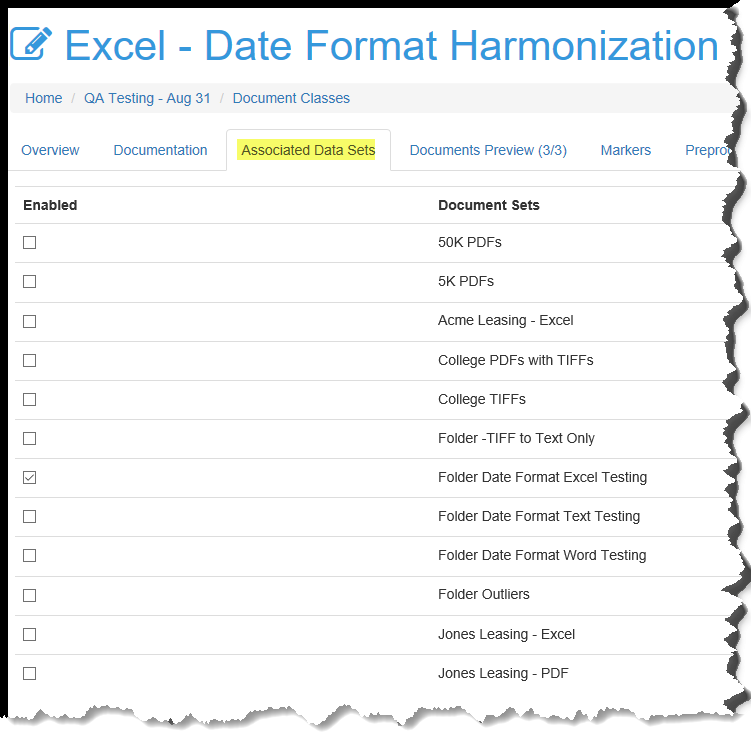 Excel - Date Format Harmonization
Home / QA Testing - Aug 31 / Document Classes
Overview Documentation Associated Data Sets Documents Preview (3/3) Markers
Enabled Document Sets
50K PDFs
5K PDFs
Acme Leasing - Excel
College PDFs with TIFFs
College TIFFs
Folder -TIFF to Text Only
Folder Date Format Excel Testing
Folder Date Format Text Testing
Folder Date Format Word Testing
Folder Outliers
Jones Leasing - Excel
Jones Leasing - PDF